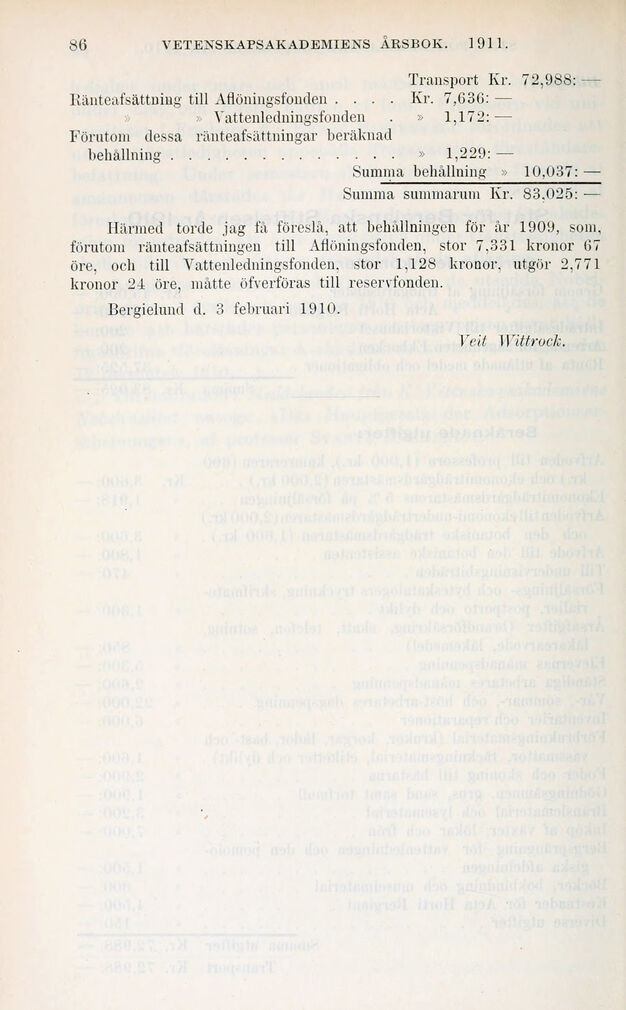 86 VETENSKAPSAKADEMIENS ÅRSBOK. 1911.
Transport Kr. 72,988: —
Ränteafsättning till Aflöningsfonden . . . . Kr. 7,636: —
» » Vattenledningsfonden . » 1,172: —
Förutom dessa ränteafsättningar beräknad
behållning . . . . . . . . . . . . . » 1,229: —
Summa behållning » 10,037: —
Summa summarum Kr. 83,025: —
Härmed torde jag få föreslå, att behållningen för år 1909, som,
förutom ränteafsättningen till Aflöningsfonden, stor 7,331 kronor 67
öre, och till Vattenledningsfonden, stor 1,128 kronor, utgör 2,771
kronor 24 öre, måtte öfverföras till reservfonden.
Bergielund d. 3 februari 1910.
Veit Wittrock.